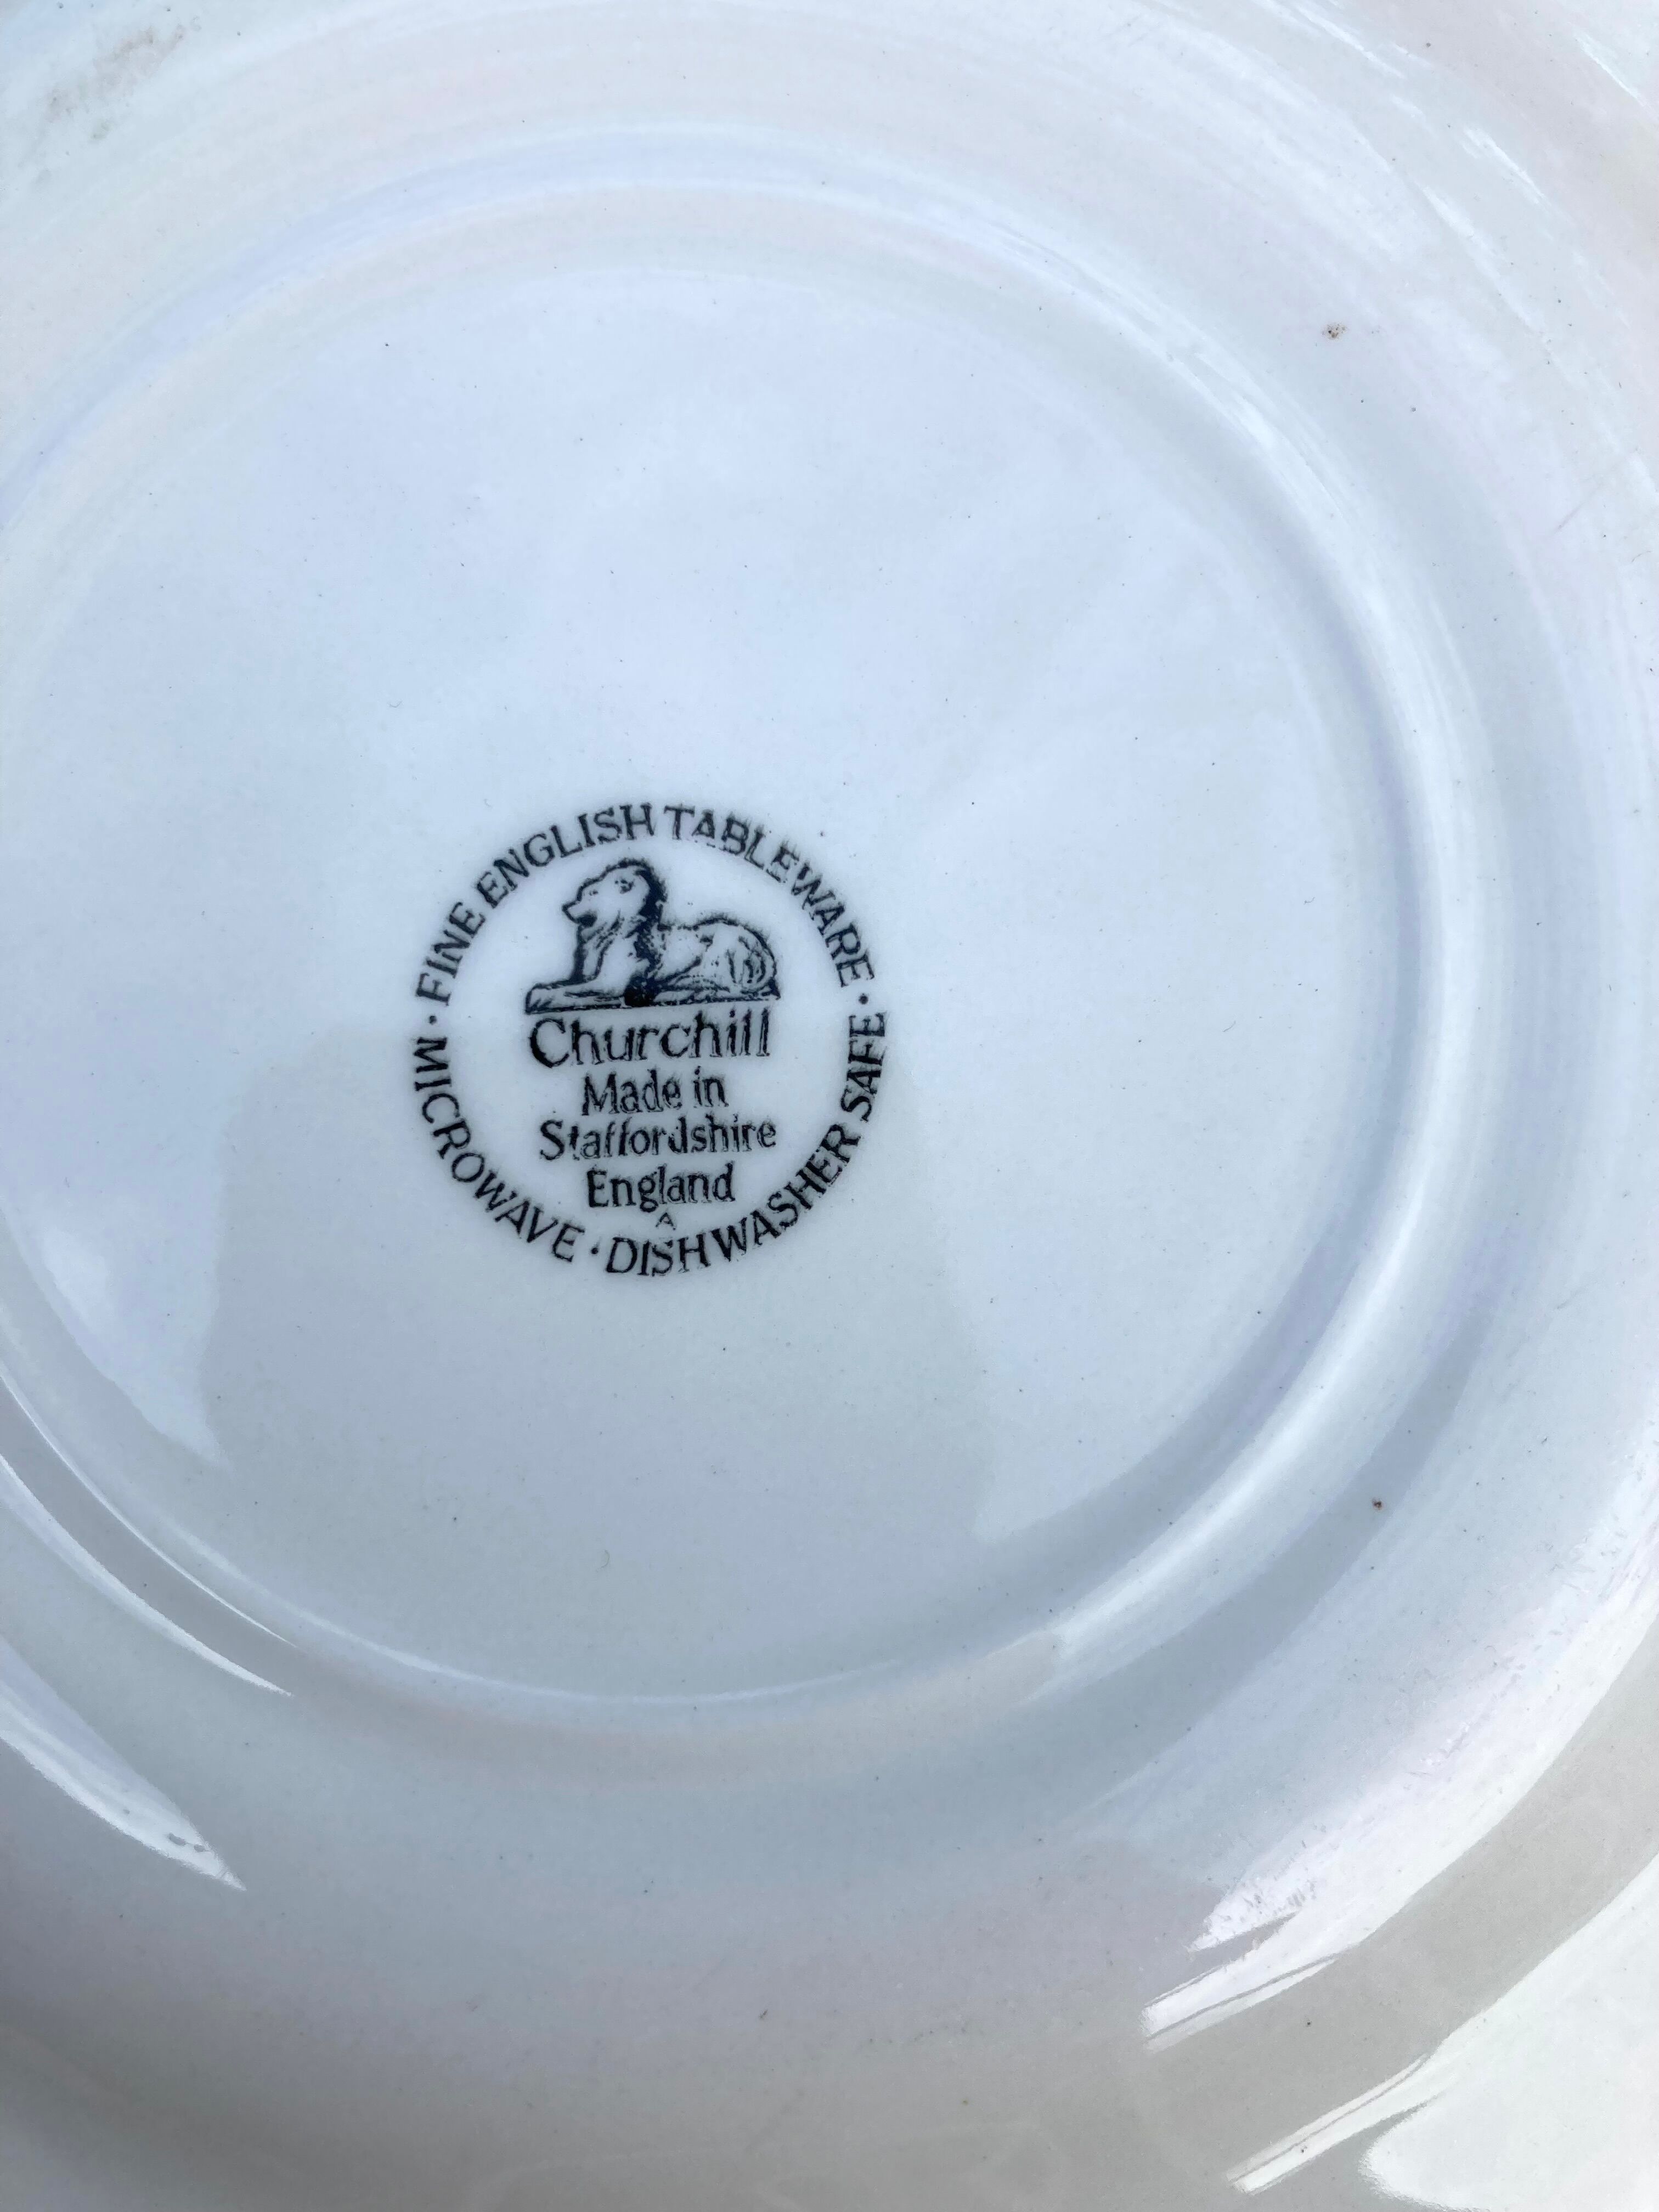 · FINE ENGLISH TABLEWARE ·
Churchill
Made in
Staffordshire
England
^
MICROWAVE · DISHWASHER SAFE